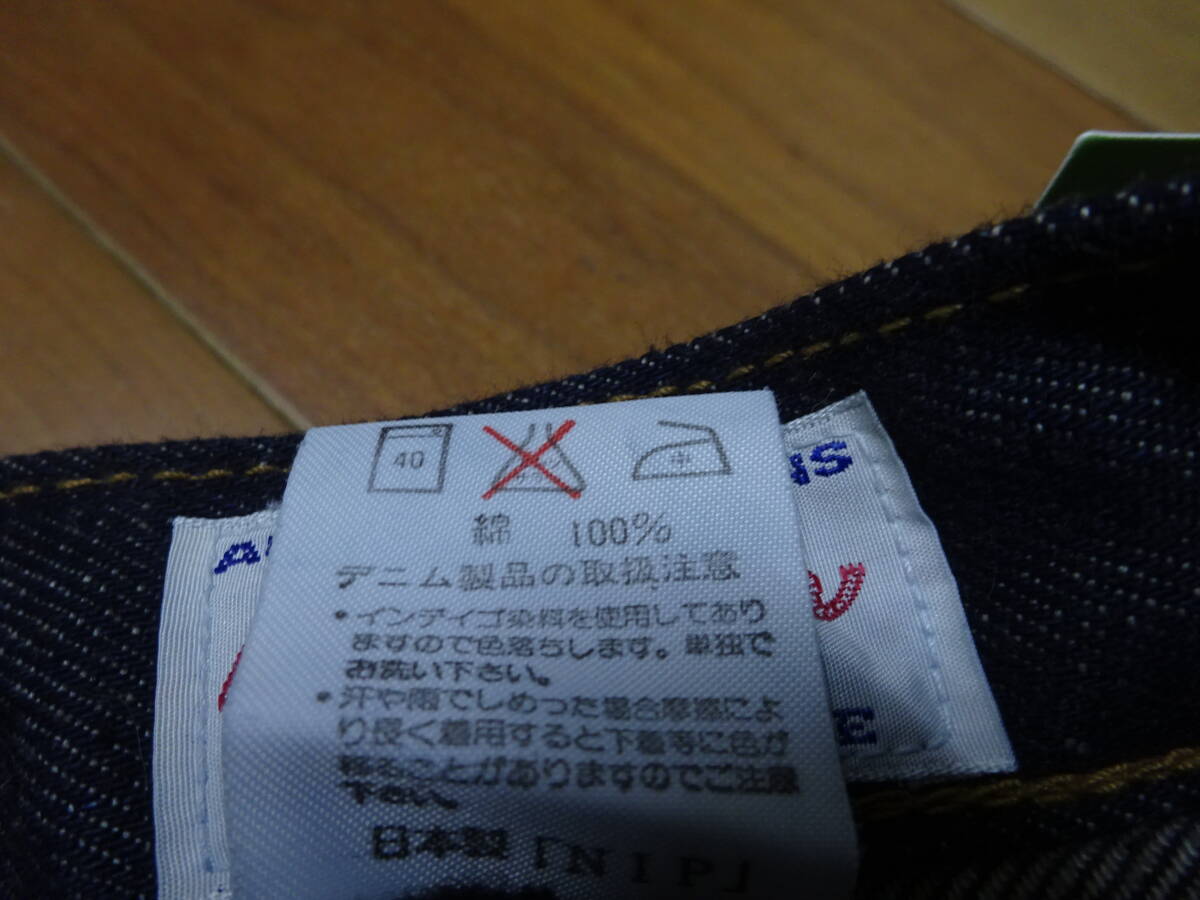 40
中
綿 100%
デニム製品の取扱注意
・インディゴ染料を使用してあり
ますので色落ちします。単独で
お洗い下さい。
・汗や雨でしめった場合摩擦によ
り長く着用すると下着等に色が
移ることがありますのでご注意
下さい。
日本製「NIP」
NS
E